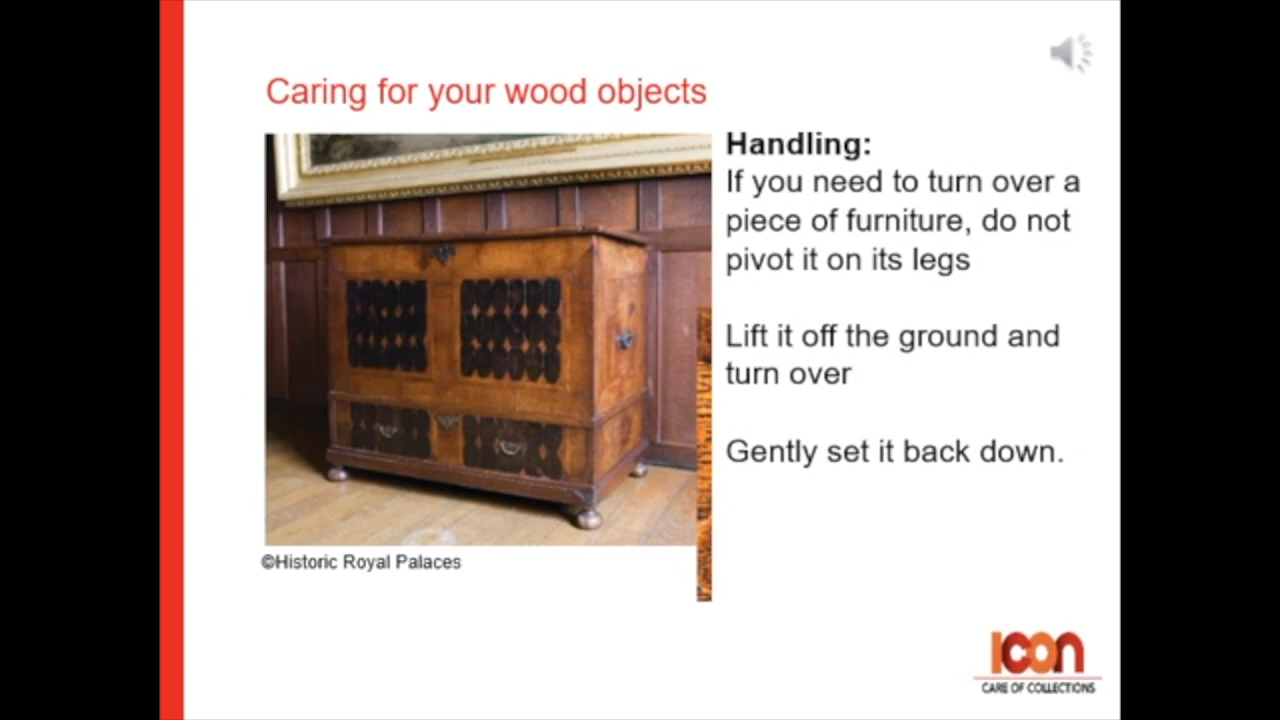 Caring for your wood objects
Handling:
If you need to turn over a
piece of furniture, do not
pivot it on its legs
Lift it off the ground and
turn over
Gently set it back down.
©Historic Royal Palaces
Icon
CARE OF COLLECTIONS